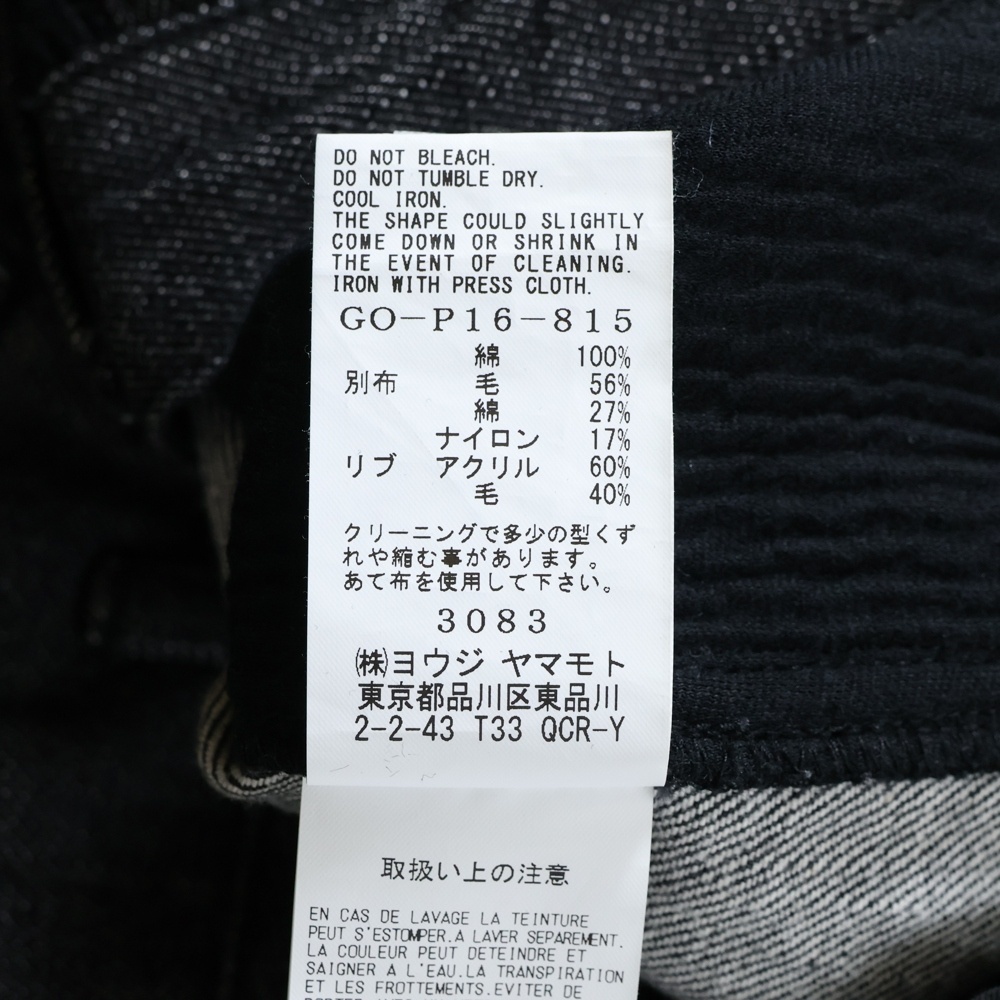 DO NOT BLEACH.
DO NOT TUMBLE DRY.
COOL IRON.
THE SHAPE COULD SLIGHTLY
COME DOWN OR SHRINK IN
THE EVENT OF CLEANING.
IRON WITH PRESS CLOTH.
GO-P16-815
綿 100%
別布 毛 56%
綿 27%
ナイロン 17%
リブ アクリル 60%
毛 40%
クリーニングで多少の型くず
れや縮む事があります。
あて布を使用して下さい。
3083
㈱ヨウジ ヤマモト
東京都品川区東品川
2-2-43 T33 QCR-Y
取扱い上の注意
EN CAS DE LAVAGE LA TEINTURE
PEUT S'ESTOMPER.A LAVER SEPAREMENT.
LA COULEUR PEUT DETEINDRE ET
SAIGNER A L'EAU.LA TRANSPIRATION
ET LES FROTTEMENTS.EVITER DE